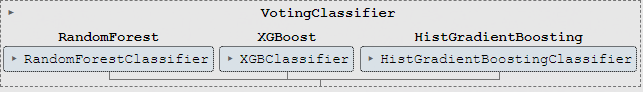 VotingClassifier
RandomForest XGBoost HistGradientBoosting
RandomForestClassifier XGBClassifier HistGradientBoostingClassifier